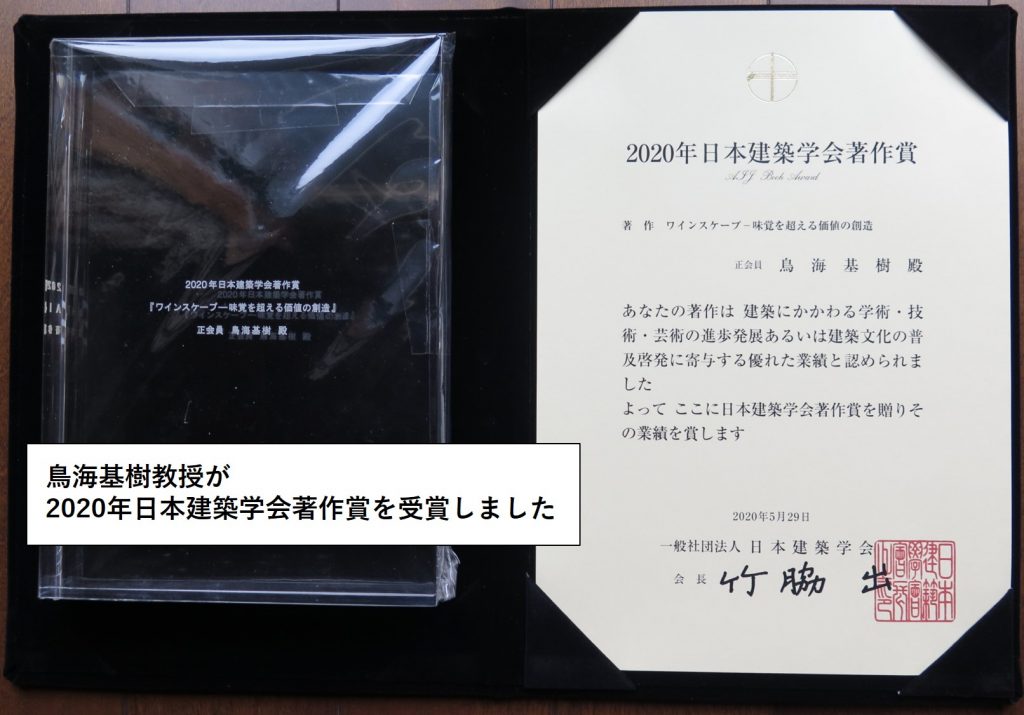 2020年日本建築学会著作賞
『ワインスケープ―味覚を超える価値の創造』
正会員 鳥海基樹 殿
鳥海基樹教授が
2020年日本建築学会著作賞を受賞しました
2020年日本建築学会著作賞
AIJ Book Award
著 作 ワインスケープ−味覚を超える価値の創造
正会員 鳥海基樹殿
あなたの著作は 建築にかかわる学術・技
術・芸術の進歩発展あるいは建築文化の普
及啓発に寄与する優れた業績と認められま
した
よって ここに日本建築学会著作賞を贈りそ
の業績を賞します
2020年5月29日
一般社団法人 日本建築学会
会長 竹脇 出